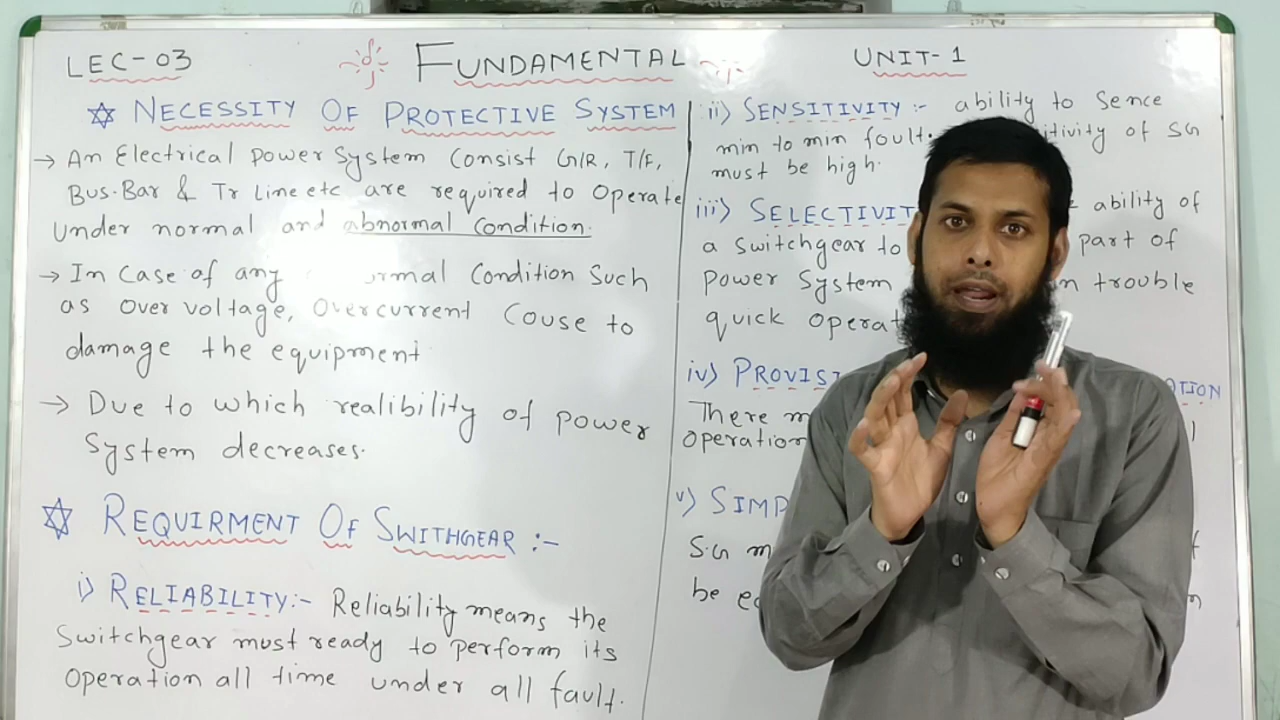 LEC-03
FUNDAMENTAL
UNIT-1
NECESSITY OF PROTECTIVE SYSTEM
→ An Electrical power System Consist G/R, T/F,
Bus-Bar & Tr line etc are required to Operate
Under normal and abnormal Condition.
→ In Case of any rmal Condition Such
as Over voltage, Overcurrent Couse to
damage the equipment
→ Due to which realibility of power
System decreases.
REQUIRMENT OF SWITHGEAR :-
i) RELIABILITY:- Reliability means the
Switchgear must ready to perform its
Operation all time under all fault.
ii) SENSITIVITY :- ability to Sence
min to min fault. itivity of SG
must be high.
iii) SELECTIVIT ability of
a Switchgear to part of
Power System trouble
quick Operat
iv) PROVIS ATION
There m
Operation
v) SIMP
S.G m
be